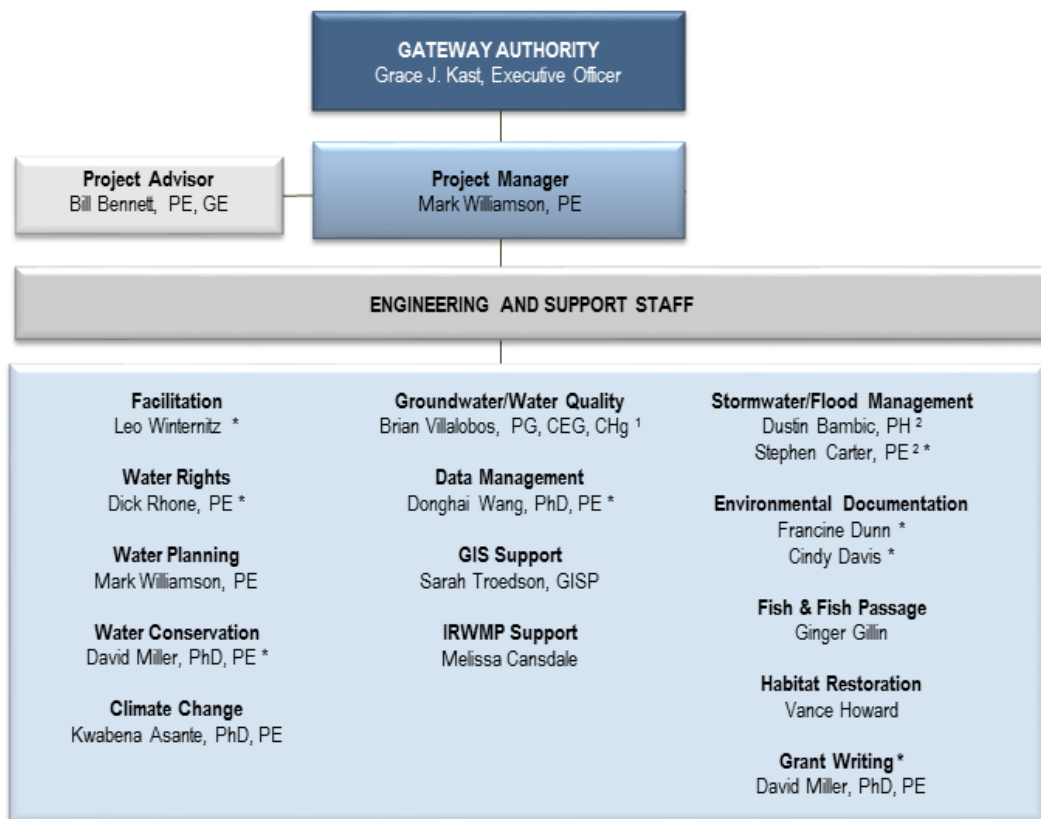 GATEWAY AUTHORITY
Grace J. Kast, Executive Officer
Project Advisor
Bill Bennett, PE, GE
Project Manager
Mark Williamson, PE
ENGINEERING AND SUPPORT STAFF
Facilitation
Leo Winternitz *
Water Rights
Dick Rhone, PE *
Water Planning
Mark Williamson, PE
Water Conservation
David Miller, PhD, PE *
Climate Change
Kwabena Asante, PhD, PE
Groundwater/Water Quality
Brian Villalobos, PG, CEG, CHg ¹
Data Management
Donghai Wang, PhD, PE *
GIS Support
Sarah Troedson, GISP
IRWMP Support
Melissa Cansdale
Stormwater/Flood Management
Dustin Bambic, PH ²
Stephen Carter, PE ² *
Environmental Documentation
Francine Dunn *
Cindy Davis *
Fish & Fish Passage
Ginger Gillin
Habitat Restoration
Vance Howard
Grant Writing *
David Miller, PhD, PE